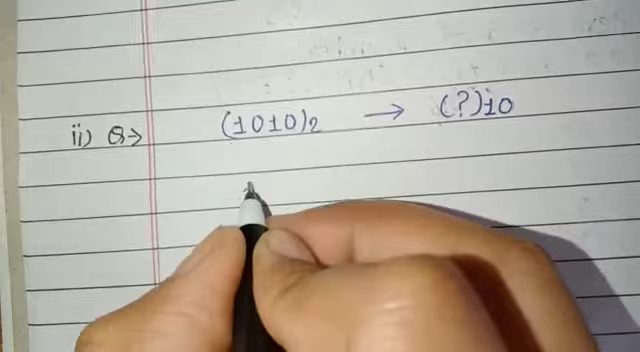 ii) Q→ (1010)2 → (?)10